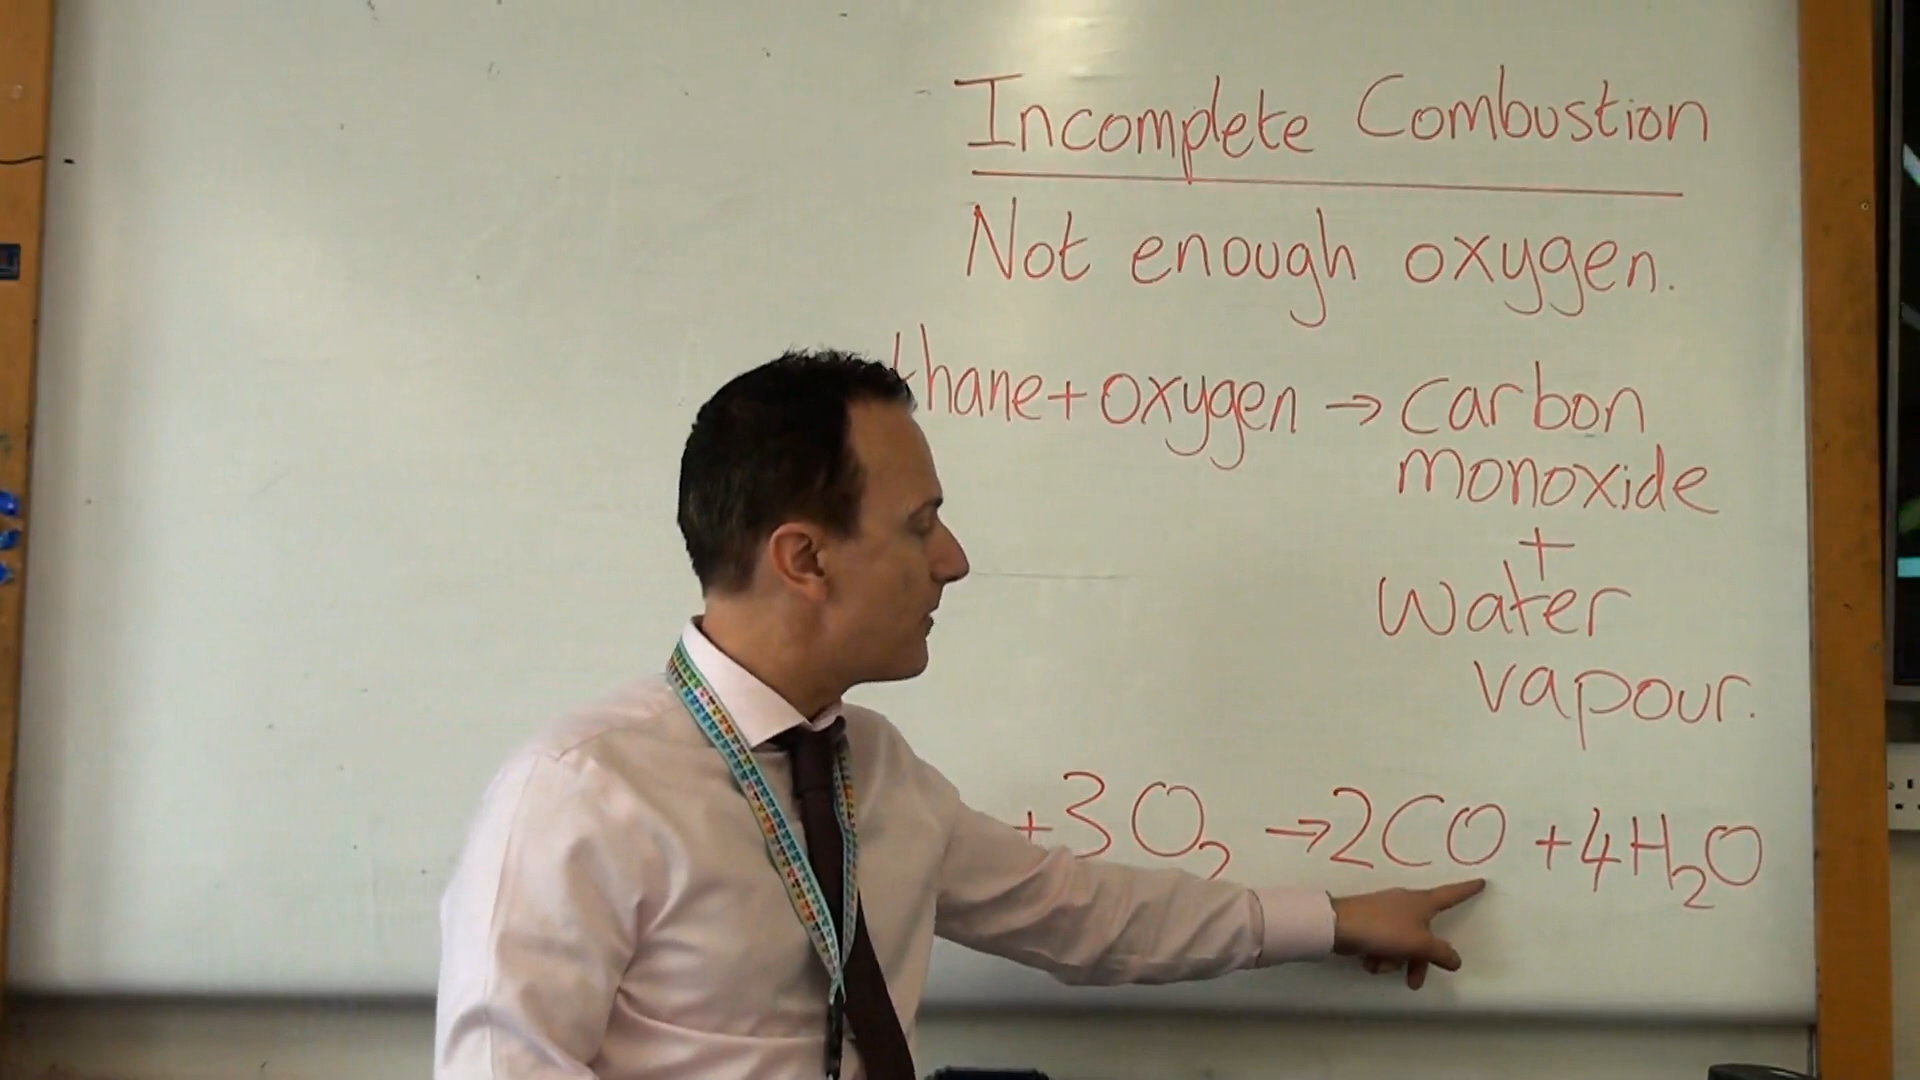 Incomplete Combustion
Not enough oxygen.
thane + oxygen → carbon
monoxide
+
water
vapour.
+ 3O₂ → 2CO + 4H₂O